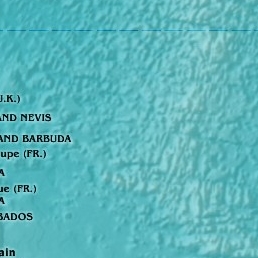 J.K.)
AND NEVIS
AND BARBUDA
upe (FR.)
A
ue (FR.)
A
BADOS
ain